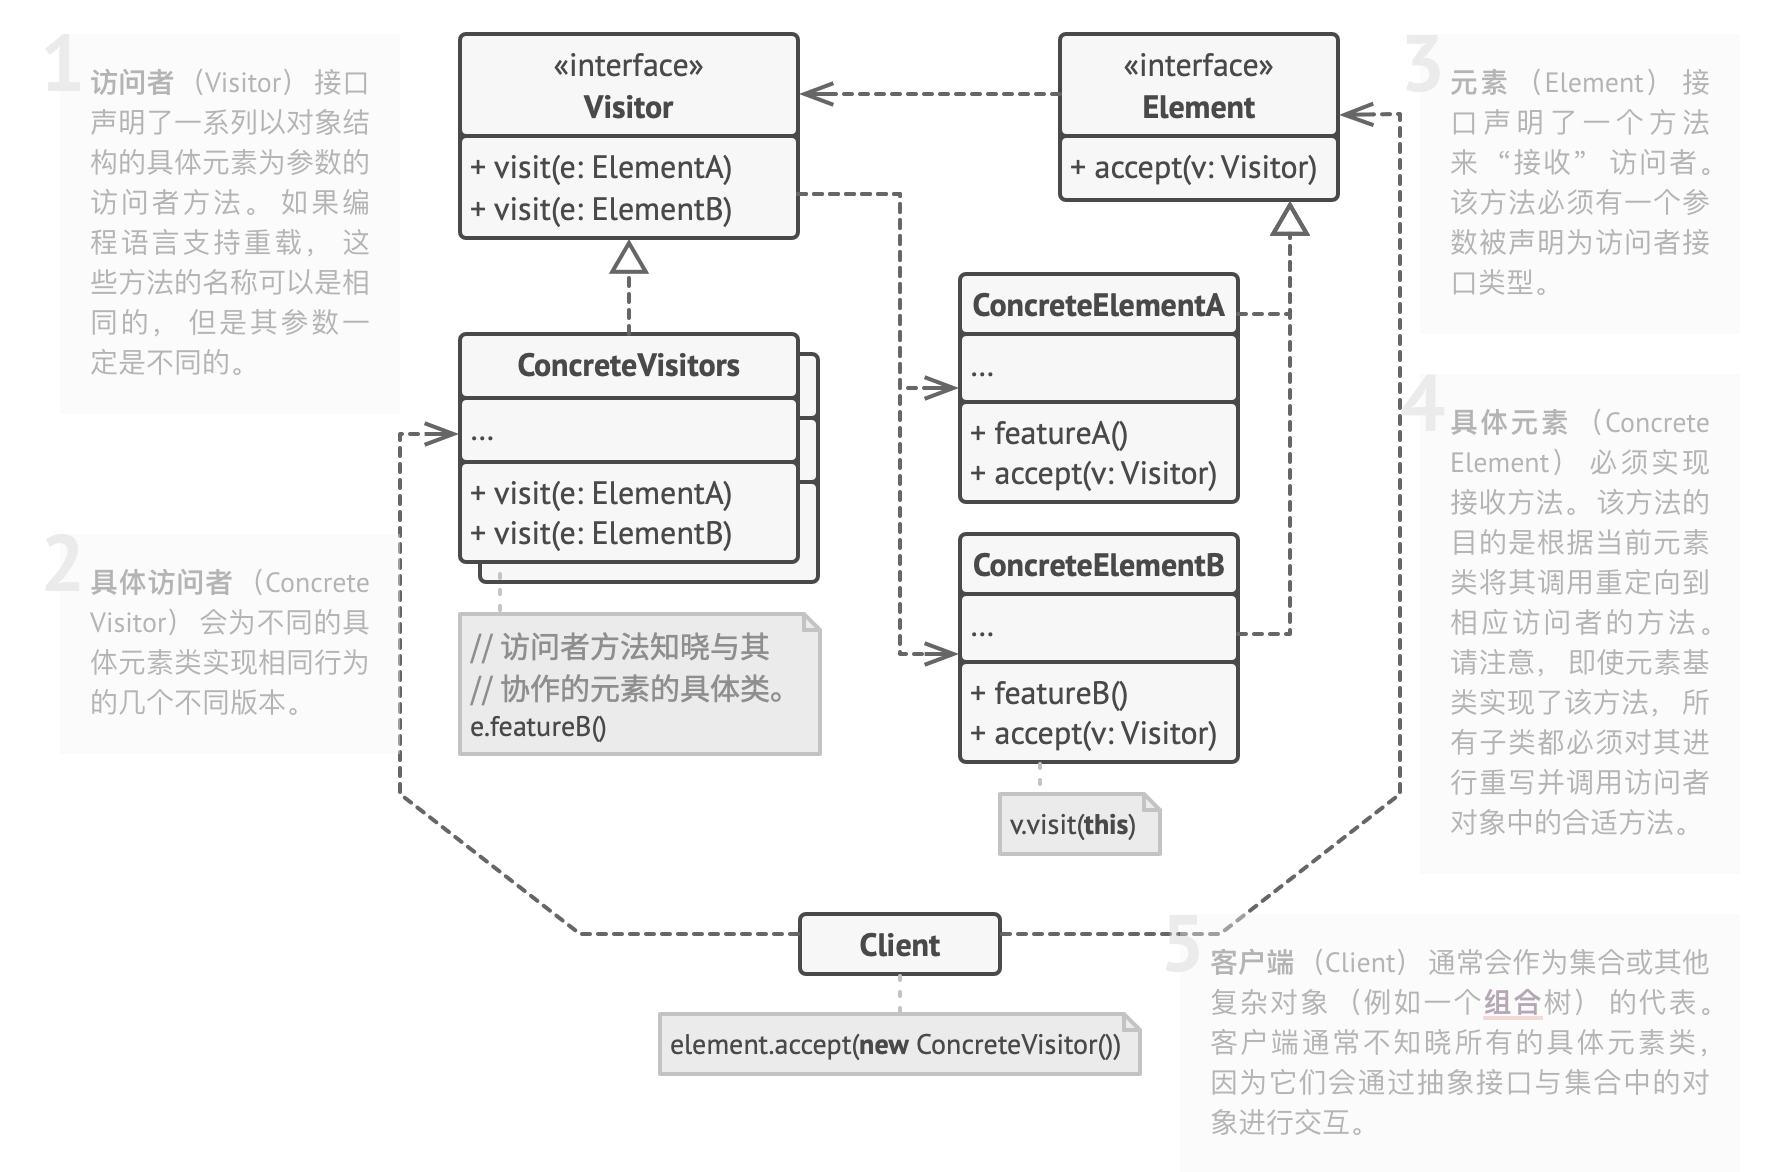 1
访问者 （Visitor） 接口
声明了一系列以对象结
构的具体元素为参数的
访问者方法。 如果编
程语言支持重载， 这
些方法的名称可以是相
同的， 但是其参数一
定是不同的。
«interface»
Visitor
+ visit(e: ElementA)
+ visit(e: ElementB)
«interface»
Element
+ accept(v: Visitor)
3
元素 （Element） 接
口声明了一个方法
来 “接收” 访问者。
该方法必须有一个参
数被声明为访问者接
口类型。
ConcreteVisitors
...
+ visit(e: ElementA)
+ visit(e: ElementB)
ConcreteElementA
...
+ featureA()
+ accept(v: Visitor)
2
具体访问者 （Concrete
Visitor） 会为不同的具
体元素类实现相同行为
的几个不同版本。
// 访问者方法知晓与其
// 协作的元素的具体类。
e.featureB()
ConcreteElementB
...
+ featureB()
+ accept(v: Visitor)
v.visit(this)
4
具体元素 （Concrete
Element） 必须实现
接收方法。 该方法的
目的是根据当前元素
类将其调用重定向到
相应访问者的方法。
请注意， 即使元素基
类实现了该方法， 所
有子类都必须对其进
行重写并调用访问者
对象中的合适方法。
Client
element.accept(new ConcreteVisitor())
5
客户端 （Client） 通常会作为集合或其他
复杂对象 （例如一个组合树） 的代表。
客户端通常不知晓所有的具体元素类，
因为它们会通过抽象接口与集合中的对
象进行交互。